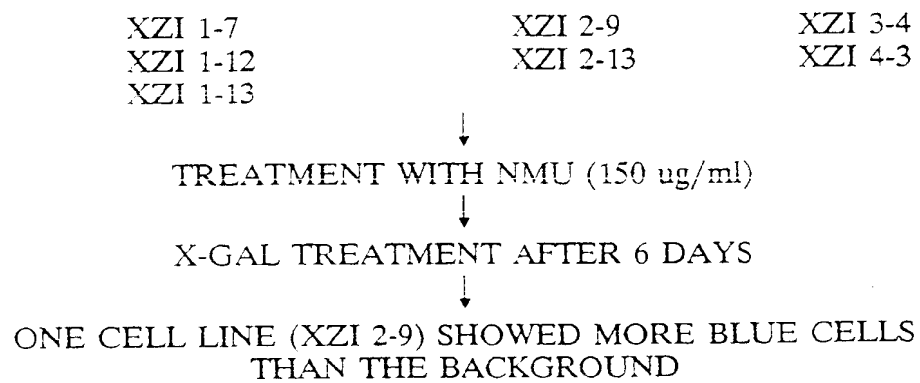 XZI 1-7 XZI 2-9 XZI 3-4
XZI 1-12 XZI 2-13 XZI 4-3
XZI 1-13
TREATMENT WITH NMU (150 ug/ml)
X-GAL TREATMENT AFTER 6 DAYS
ONE CELL LINE (XZI 2-9) SHOWED MORE BLUE CELLS
THAN THE BACKGROUND